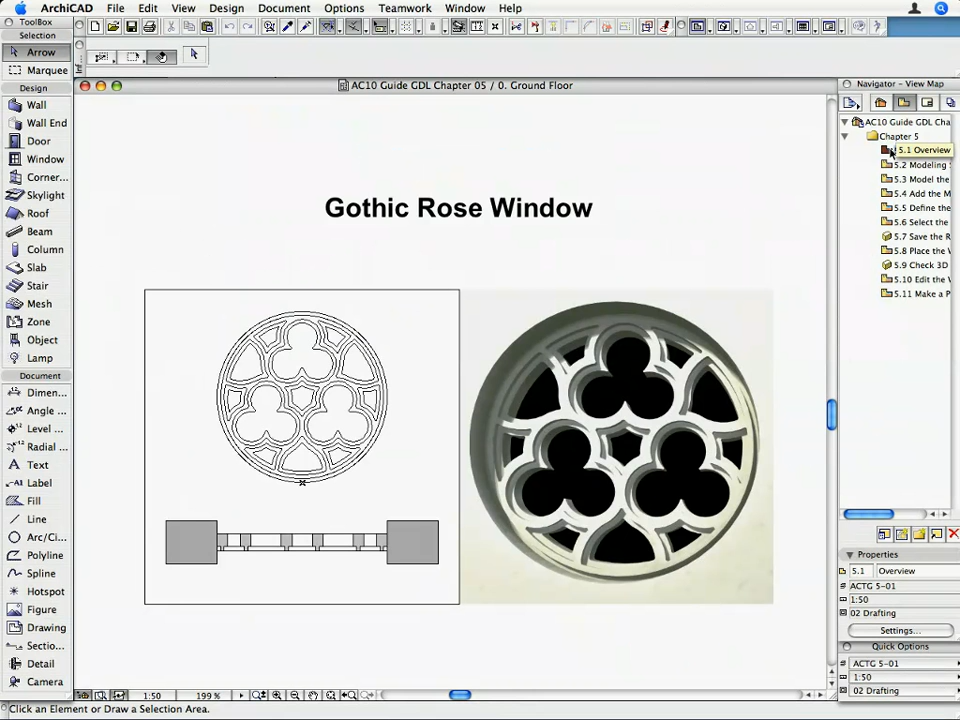 ArchiCAD File Edit View Design Document Options Teamwork Window Help
ToolBox
Selection
Arrow
Marquee
Design
Wall
Wall End
Door
Window
Corner...
Skylight
Roof
Beam
Column
Slab
Stair
Mesh
Zone
Object
Lamp
Document
Dimen...
Angle ...
Level ...
Radial ...
Text
Label
Fill
Line
Arc/Ci...
Polyline
Spline
Hotspot
Figure
Drawing
Sectio...
Detail
Camera
AC10 Guide GDL Chapter 05 / 0. Ground Floor
Gothic Rose Window
1:50 199 %
Click an Element or Draw a Selection Area.
Navigator - View Map
AC10 Guide GDL Cha
Chapter 5
5.1 Overview
5.2 Modeling
5.3 Model the
5.4 Add the M
5.5 Define the
5.6 Select the
5.7 Save the R
5.8 Place the W
5.9 Check 3D
5.10 Edit the W
5.11 Make a P
Properties
5.1 Overview
ACTG 5-01
1:50
02 Drafting
Settings...
Quick Options
ACTG 5-01
1:50
02 Drafting